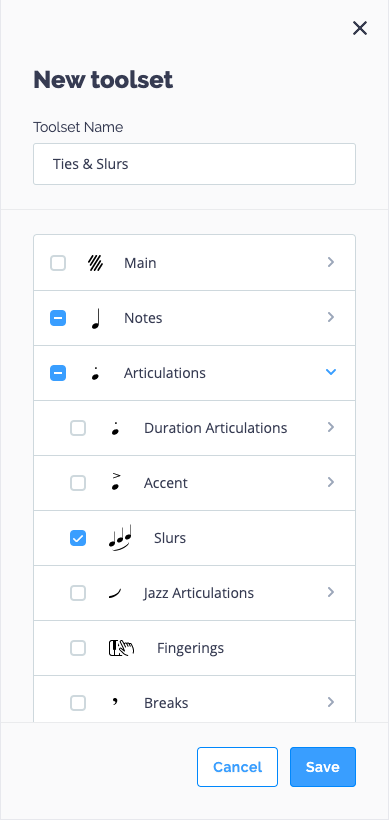 New toolset
Toolset Name
Ties & Slurs
Main
Notes
Articulations
Duration Articulations
Accent
Slurs
Jazz Articulations
Fingerings
Breaks
Cancel Save